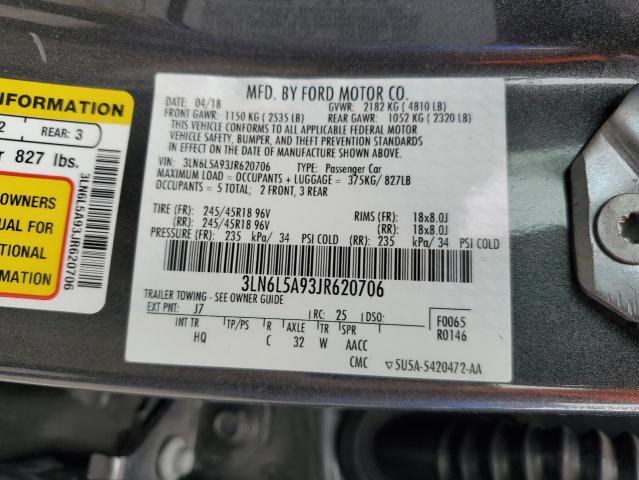 MFD. BY FORD MOTOR CO.
DATE: 04/18 GVWR: 2182 KG ( 4810 LB)
FRONT GAWR: 1150 KG ( 2535 LB) REAR GAWR: 1052 KG ( 2320 LB)
THIS VEHICLE CONFORMS TO ALL APPLICABLE FEDERAL MOTOR
VEHICLE SAFETY, BUMPER, AND THEFT PREVENTION STANDARDS IN
EFFECT ON THE DATE OF MANUFACTURE SHOWN ABOVE.
VIN: 3LN6L5A93JR620706 TYPE: Passenger Car
MAXIMUM LOAD = OCCUPANTS + LUGGAGE = 375KG/ 827LB
OCCUPANTS = 5 TOTAL; 2 FRONT, 3 REAR
TIRE (FR): 245/45R18 96V RIMS (FR): 18x8.0J
(RR): 245/45R18 96V (RR): 18x8.0J
PRESSURE (FR): 235 kPa/ 34 PSI COLD (RR): 235 kPa/ 34 PSI COLD
3LN6L5A93JR620706
TRAILER TOWING - SEE OWNER GUIDE
EXT PNT: J7 RC: 25 DSO: F0065
INT TR TP/PS R AXLE TR SPR R0146
HQ C 32 W AACC
CMC 5U5A-5420472-AA
INFORMATION
2 REAR: 3
827 lbs.
OWNERS
UAL FOR
TIONAL
MATION
3LN6L5A93JR620706